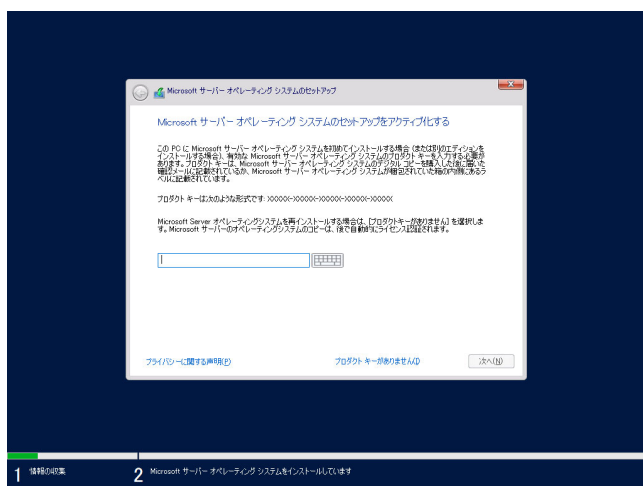 Microsoft サーバー オペレーティング システムのセットアップ
Microsoft サーバー オペレーティング システムのセットアップをアクティブ化する
この PC に Microsoft サーバー オペレーティング システムを初めてインストールする場合 (または別のエディションを
インストールする場合)、有効な Microsoft サーバー オペレーティング システムのプロダクト キーを入力する必要が
あります。プロダクト キーは、Microsoft サーバー オペレーティング システムのデジタル コピーを購入した後に届いた
確認メールに記載されているか、Microsoft サーバー オペレーティング システムが梱包されていた箱の内側にあるラ
ベルに記載されています。
プロダクト キーは次のような形式です: XXXXX-XXXXX-XXXXX-XXXXX-XXXXX
Microsoft Server オペレーティングシステムを再インストールする場合は、[プロダクトキーがありません] を選択しま
す。Microsoft サーバーのオペレーティングシステムのコピーは、後で自動的にライセンス認証されます。
プライバシーに関する声明(P)
プロダクト キーがありません(I)
次へ(N)
1 情報の収集
2 Microsoft サーバー オペレーティング システムをインストールしています